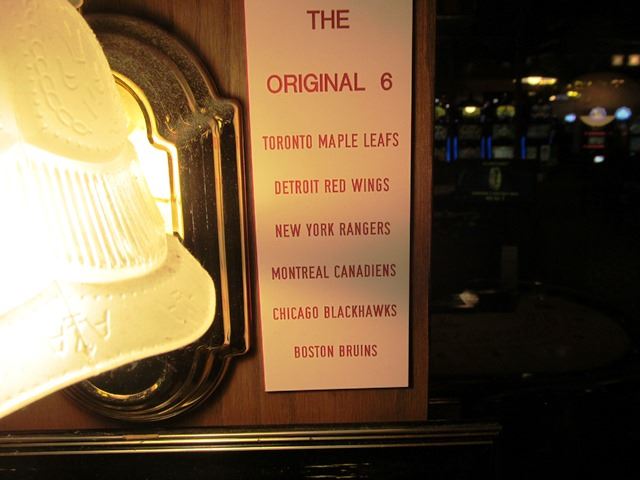 THE
ORIGINAL 6
TORONTO MAPLE LEAFS
DETROIT RED WINGS
NEW YORK RANGERS
MONTREAL CANADIENS
CHICAGO BLACKHAWKS
BOSTON BRUINS